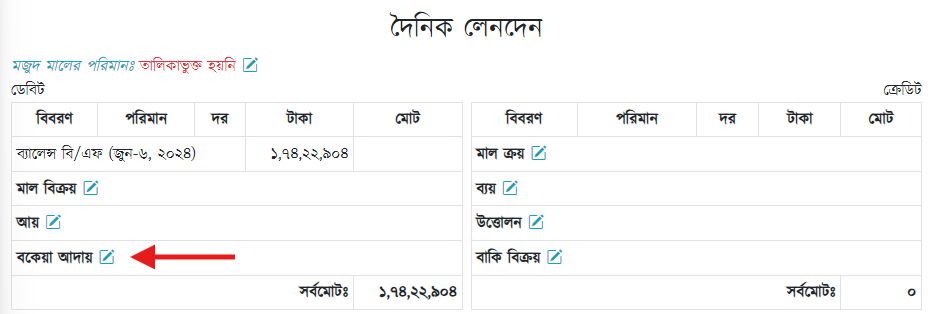 দৈনিক লেনদেন
মজুদ মালের পরিমানঃ তালিকাভুক্ত হয়নি
ডেবিট ক্রেডিট
বিবরণ পরিমান দর টাকা মোট বিবরণ পরিমান দর টাকা মোট
ব্যালেন্স বি/এফ (জুন-৬, ২০২৪) ১,৭৪,২২,৯০৪ মাল ক্রয়
মাল বিক্রয় ব্যয়
আয় উত্তোলন
বকেয়া আদায় বাকি বিক্রয়
সর্বমোটঃ ১,৭৪,২২,৯০৪ সর্বমোটঃ ০